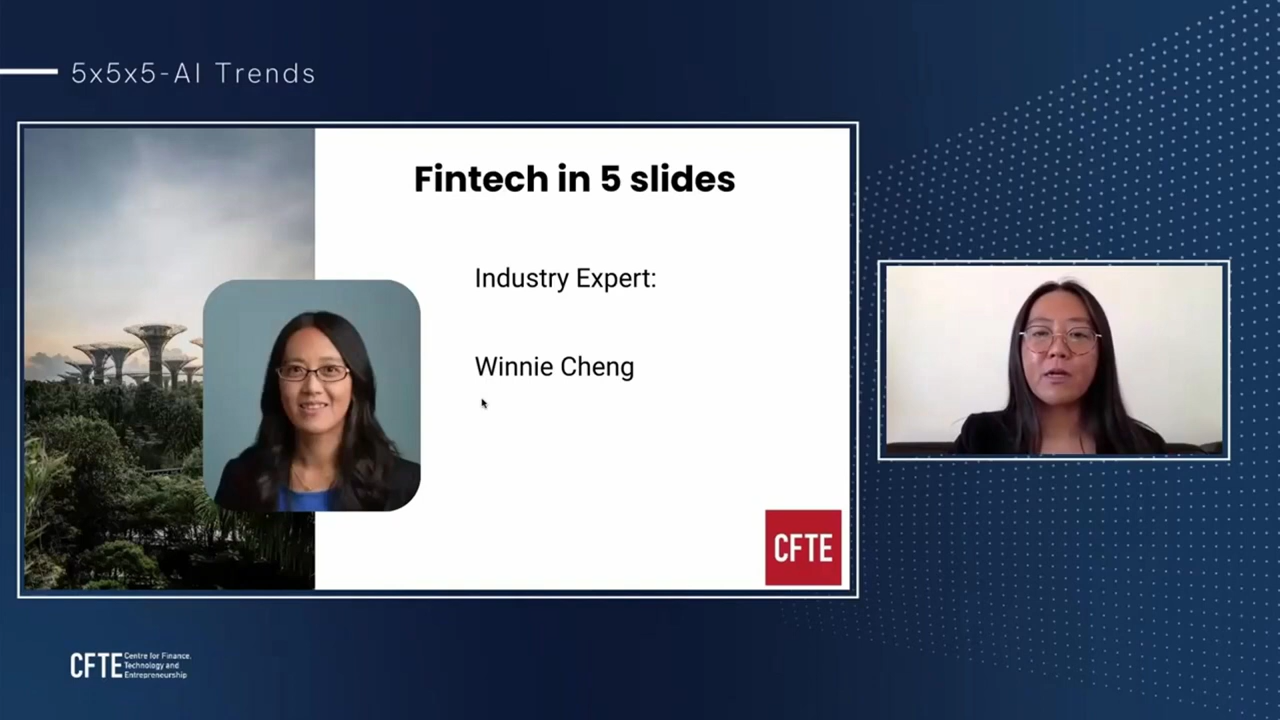 5x5x5-AI Trends
Fintech in 5 slides
Industry Expert:
Winnie Cheng
CFTE
CFTE
Centre for Finance,
Technology and
Entrepreneurship